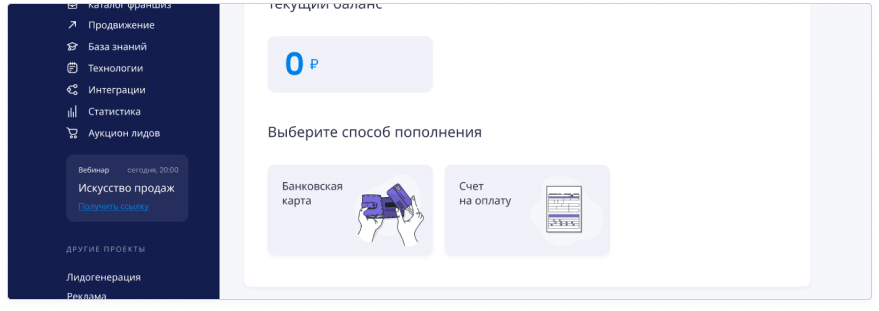 Каталог франшиз
Продвижение
База знаний
Технологии
Интеграции
Статистика
Аукцион лидов
Вебинар сегодня, 20:00
Искусство продаж
Получить ссылку
ДРУГИЕ ПРОЕКТЫ
Лидогенерация
Реклама
Текущий баланс
0 ₽
Выберите способ пополнения
Банковская
карта
Счет
на оплату